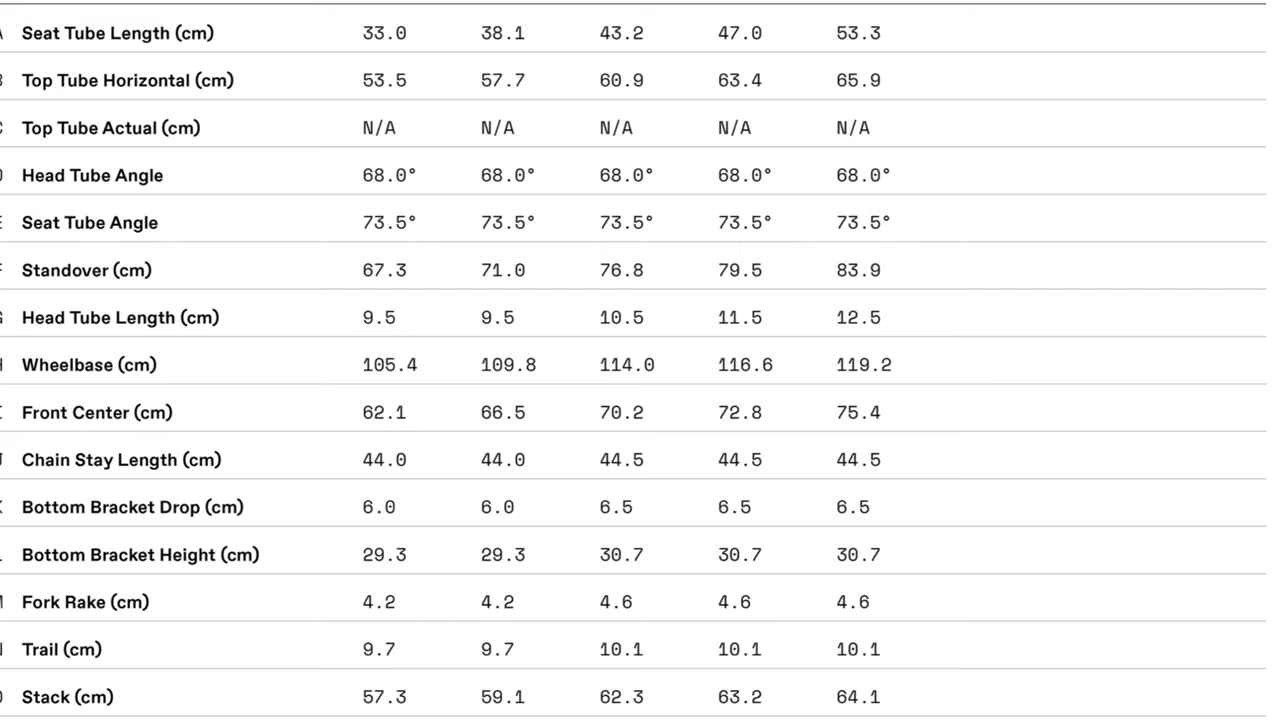 Seat Tube Length (cm) 33.0 38.1 43.2 47.0 53.3
Top Tube Horizontal (cm) 53.5 57.7 60.9 63.4 65.9
Top Tube Actual (cm) N/A N/A N/A N/A N/A
Head Tube Angle 68.0° 68.0° 68.0° 68.0° 68.0°
Seat Tube Angle 73.5° 73.5° 73.5° 73.5° 73.5°
Standover (cm) 67.3 71.0 76.8 79.5 83.9
Head Tube Length (cm) 9.5 9.5 10.5 11.5 12.5
Wheelbase (cm) 105.4 109.8 114.0 116.6 119.2
Front Center (cm) 62.1 66.5 70.2 72.8 75.4
Chain Stay Length (cm) 44.0 44.0 44.5 44.5 44.5
Bottom Bracket Drop (cm) 6.0 6.0 6.5 6.5 6.5
Bottom Bracket Height (cm) 29.3 29.3 30.7 30.7 30.7
Fork Rake (cm) 4.2 4.2 4.6 4.6 4.6
Trail (cm) 9.7 9.7 10.1 10.1 10.1
Stack (cm) 57.3 59.1 62.3 63.2 64.1